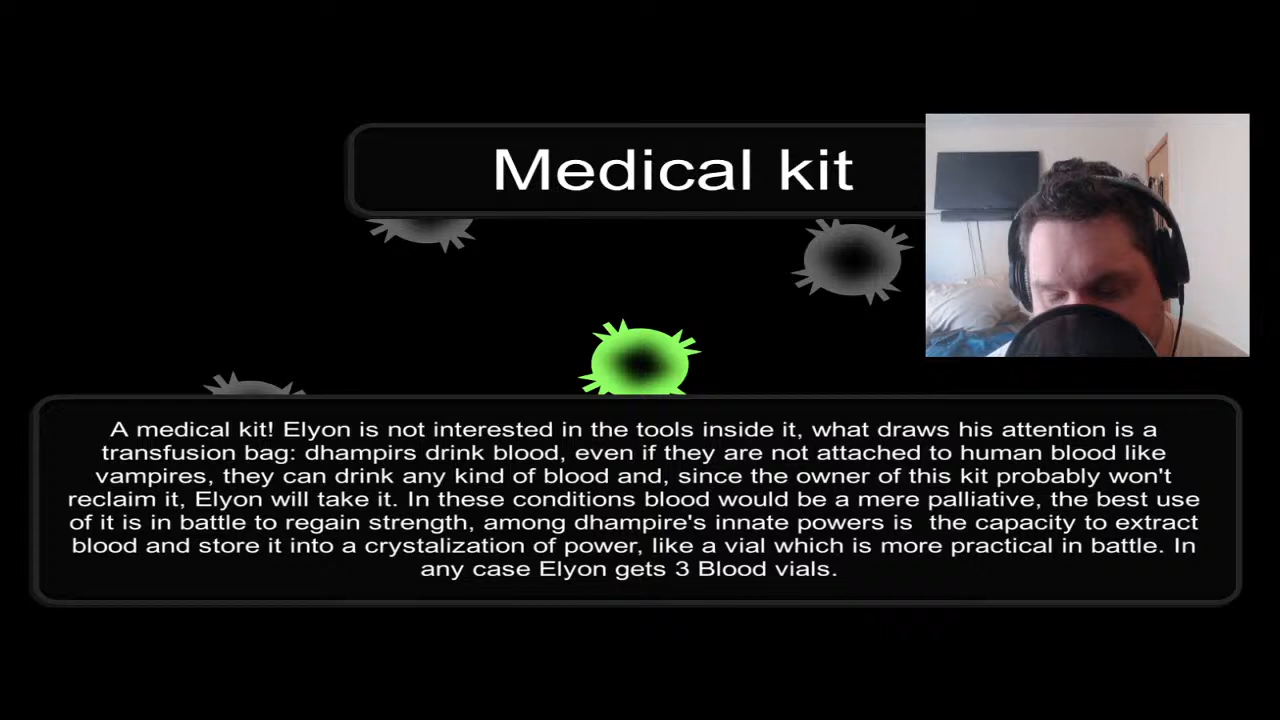 Medical kit
A medical kit! Elyon is not interested in the tools inside it, what draws his attention is a
transfusion bag: dhampirs drink blood, even if they are not attached to human blood like
vampires, they can drink any kind of blood and, since the owner of this kit probably won't
reclaim it, Elyon will take it. In these conditions blood would be a mere palliative, the best use
of it is in battle to regain strength, among dhampire's innate powers is  the capacity to extract
blood and store it into a crystalization of power, like a vial which is more practical in battle. In
any case Elyon gets 3 Blood vials.